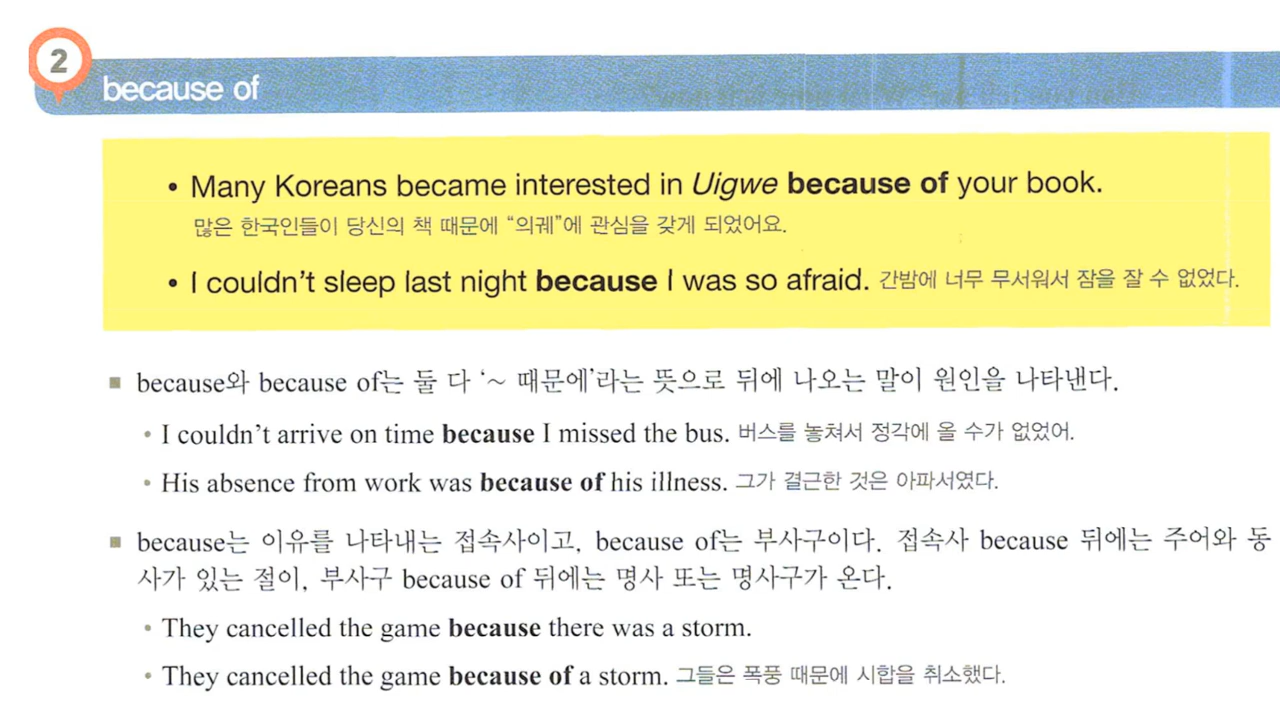 2
because of
• Many Koreans became interested in Uigwe because of your book.
많은 한국인들이 당신의 책 때문에 “의궤”에 관심을 갖게 되었어요.
• I couldn’t sleep last night because I was so afraid. 간밤에 너무 무서워서 잠을 잘 수 없었다.
■ because와 because of는 둘 다 ‘~ 때문에’라는 뜻으로 뒤에 나오는 말이 원인을 나타낸다.
• I couldn’t arrive on time because I missed the bus. 버스를 놓쳐서 정각에 올 수가 없었어.
• His absence from work was because of his illness. 그가 결근한 것은 아파서였다.
■ because는 이유를 나타내는 접속사이고, because of는 부사구이다. 접속사 because 뒤에는 주어와 동
사가 있는 절이, 부사구 because of 뒤에는 명사 또는 명사구가 온다.
• They cancelled the game because there was a storm.
• They cancelled the game because of a storm. 그들은 폭풍 때문에 시합을 취소했다.